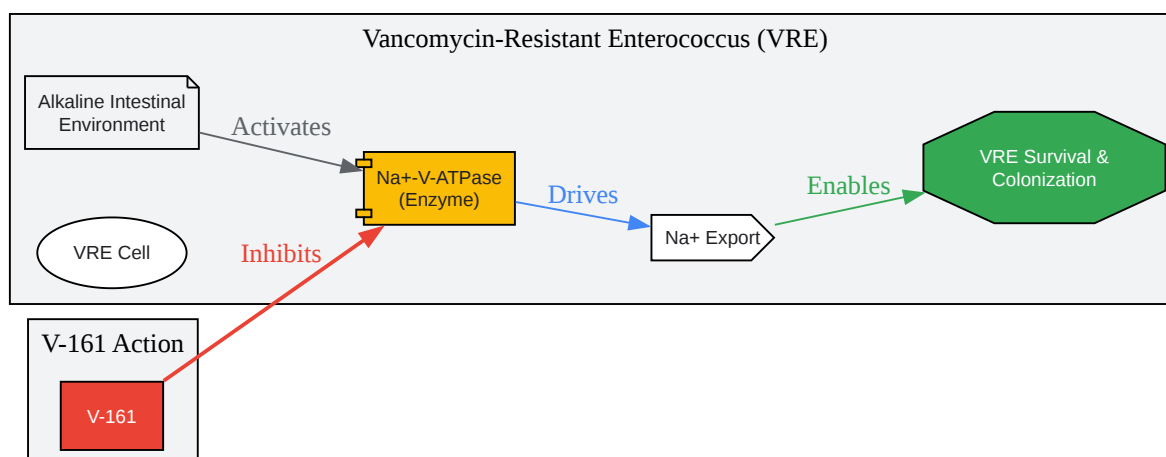 Vancomycin-Resistant Enterococcus (VRE)
Alkaline Intestinal
Environment
Activates
Na+-V-ATPase
(Enzyme)
Drives
Na+ Export
Enables
VRE Survival &
Colonization
VRE Cell
Inhibits
V-161 Action
V-161